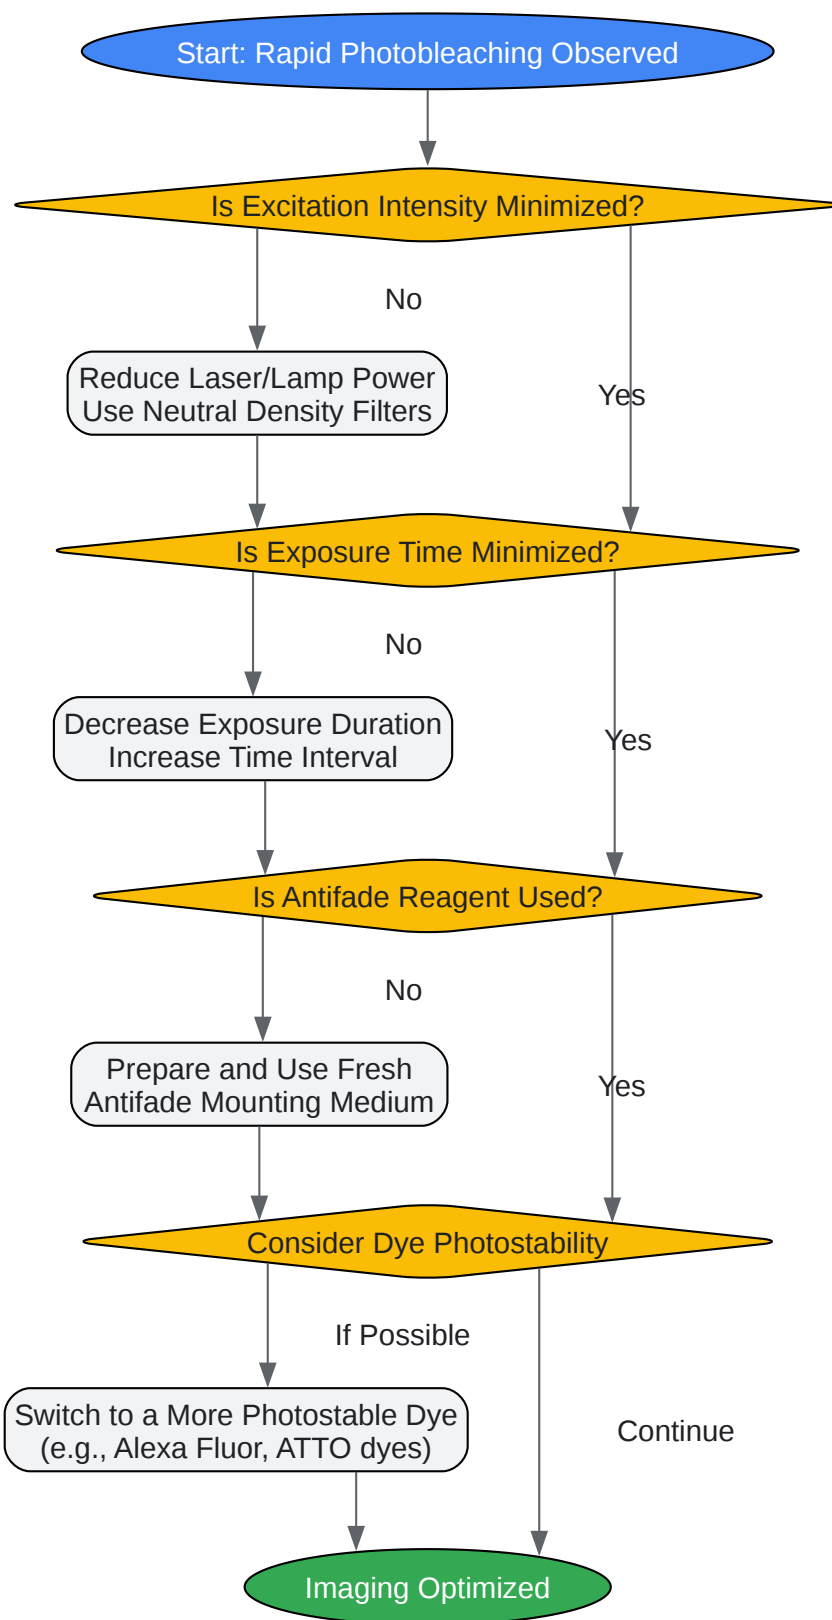 Start: Rapid Photobleaching Observed
Is Excitation Intensity Minimized?
No
Reduce Laser/Lamp Power
Use Neutral Density Filters
Yes
Is Exposure Time Minimized?
No
Decrease Exposure Duration
Increase Time Interval
Yes
Is Antifade Reagent Used?
No
Prepare and Use Fresh
Antifade Mounting Medium
Yes
Consider Dye Photostability
If Possible
Switch to a More Photostable Dye
(e.g., Alexa Fluor, ATTO dyes)
Continue
Imaging Optimized